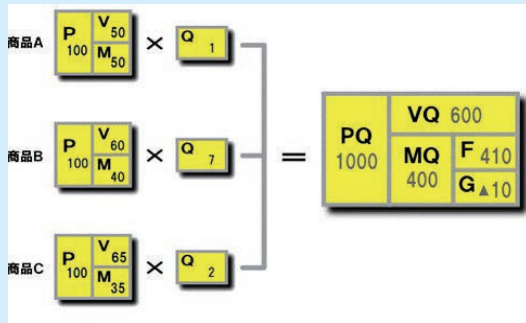 商品A
P 100
V 50
M 50
×
Q 1
商品B
P 100
V 60
M 40
×
Q 7
商品C
P 100
V 65
M 35
×
Q 2
=
PQ 1000
VQ 600
MQ 400
F 410
G ▲10